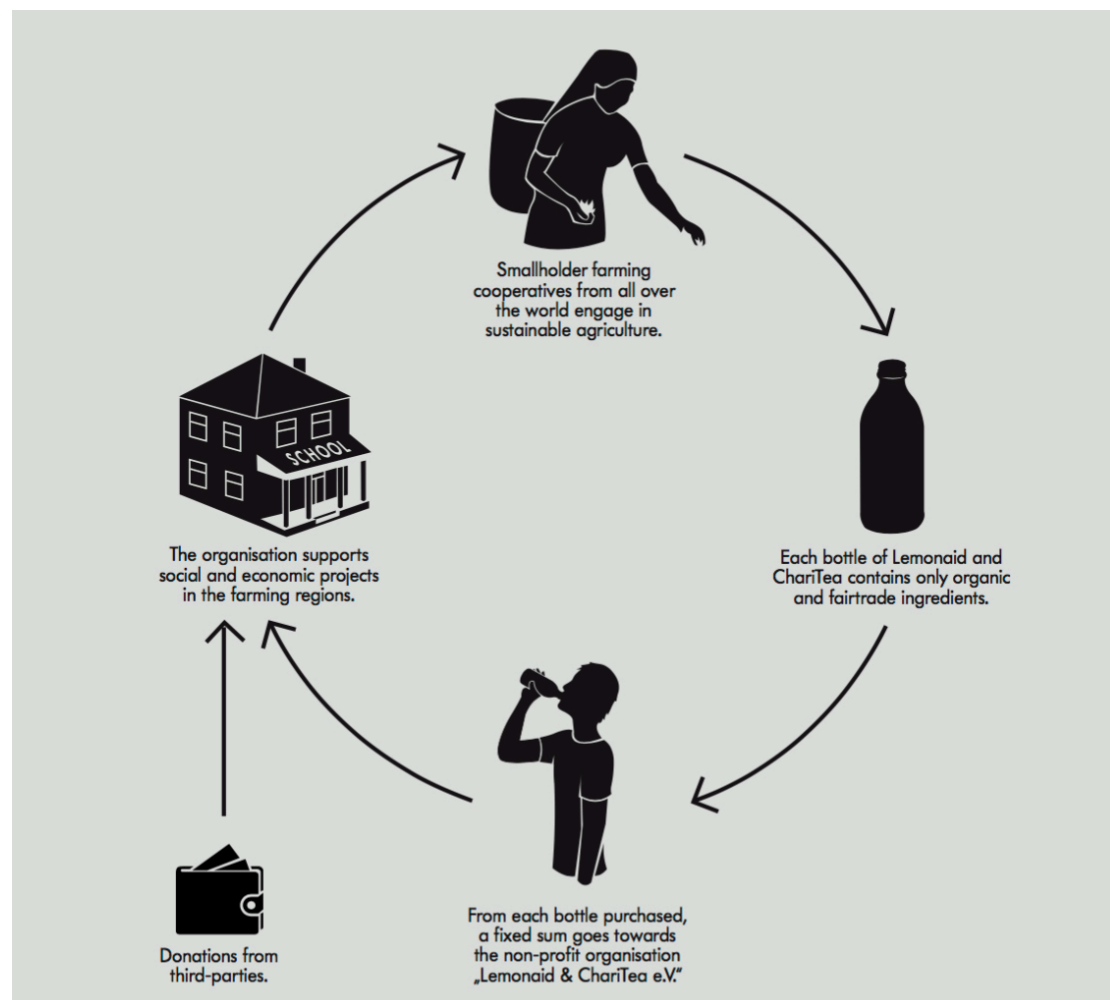 Smallholder farming
cooperatives from all over
the world engage in
sustainable agriculture.
SCHOOL
The organisation supports
social and economic projects
in the farming regions.
Each bottle of Lemonaid and
ChariTea contains only organic
and fairtrade ingredients.
From each bottle purchased,
a fixed sum goes towards
the non-profit organisation
„Lemonaid & ChariTea e.V.“
Donations from
third-parties.